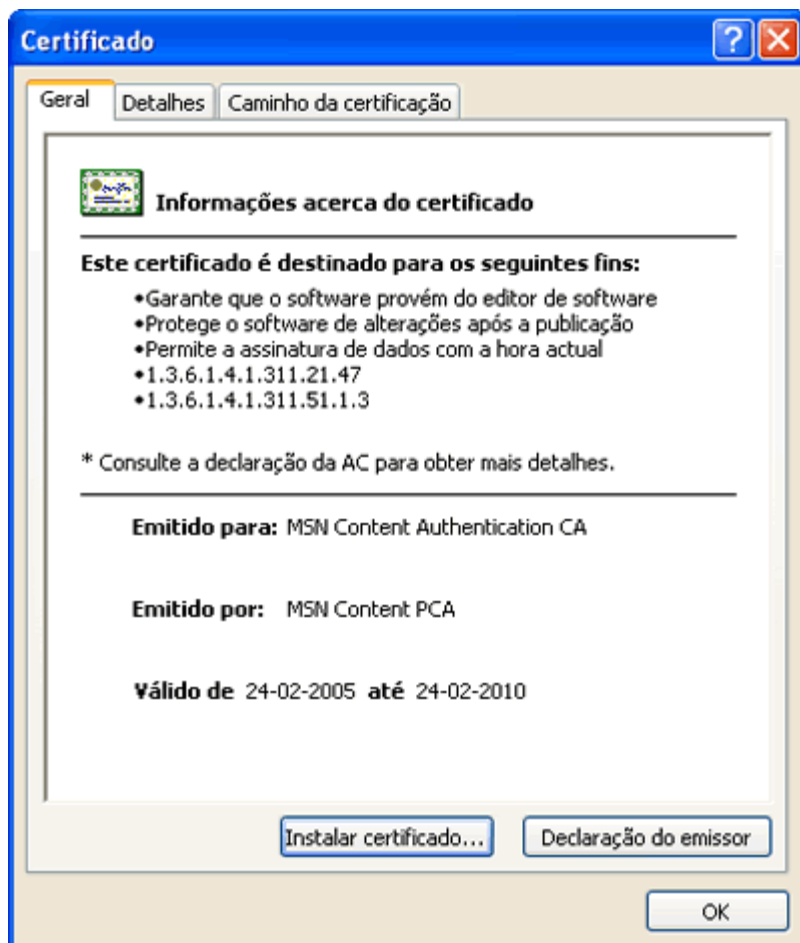 Certificado
Geral
Detalhes
Caminho da certificação
Informações acerca do certificado
Este certificado é destinado para os seguintes fins:
•Garante que o software provém do editor de software
•Protege o software de alterações após a publicação
•Permite a assinatura de dados com a hora actual
•1.3.6.1.4.1.311.21.47
•1.3.6.1.4.1.311.51.1.3
* Consulte a declaração da AC para obter mais detalhes.
Emitido para: MSN Content Authentication CA
Emitido por: MSN Content PCA
Válido de 24-02-2005 até 24-02-2010
Instalar certificado...
Declaração do emissor
OK